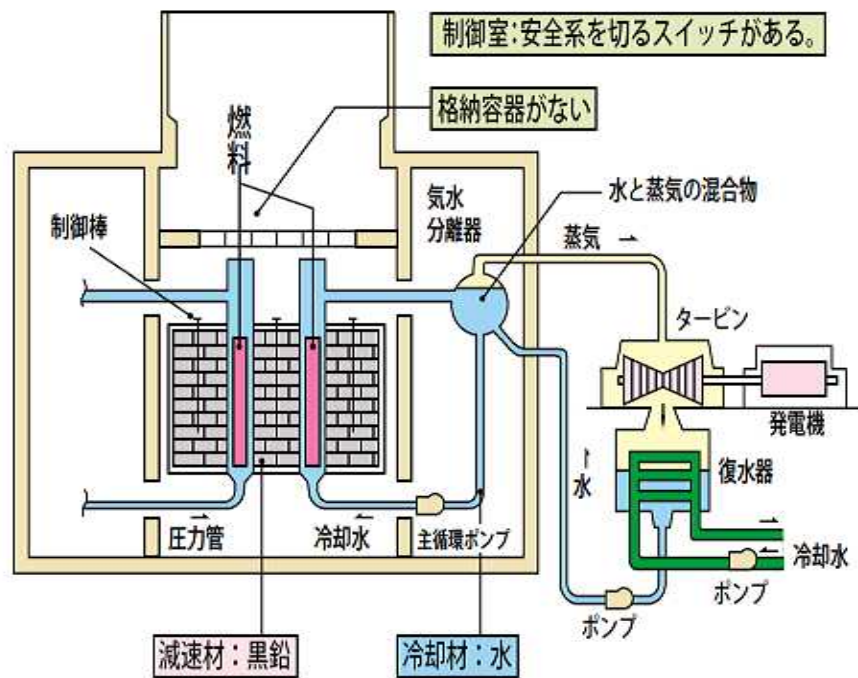 制御室:安全系を切るスイッチがある。
格納容器がない
燃料
水と蒸気の混合物
気水
分離器
制御棒
蒸気 →
タービン
発電機
復水器
↑
水
圧力管
冷却水
主循環ポンプ
冷却水
ポンプ
ポンプ
減速材:黒鉛
冷却材:水